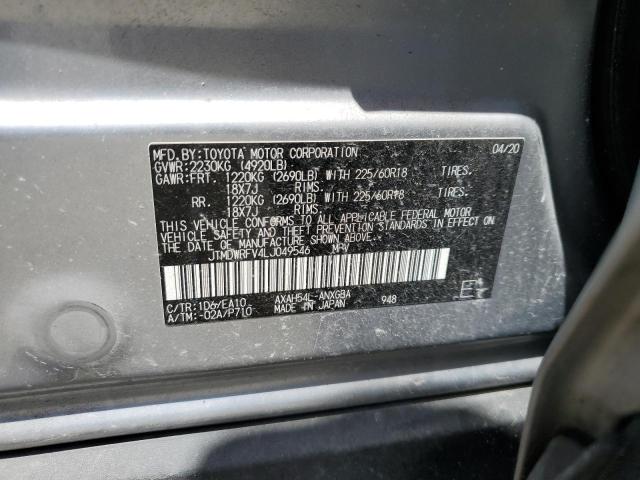 MFD.BY:TOYOTA MOTOR CORPORATION 04/20
GVWR:2230KG (4920LB)
GAWR:FRT. 1220KG (2690LB) WITH 225/60R18 TIRES.
18X7J RIMS.
RR. 1220KG (2690LB) WITH 225/60R18 TIRES.
18X7J RIMS.
THIS VEHICLE CONFORMS TO ALL APPLICABLE FEDERAL MOTOR
VEHICLE SAFETY AND THEFT PREVENTION STANDARDS IN EFFECT
ON THE DATE OF MANUFACTURE SHOWN ABOVE.
JTMDWRFV4LJ049546 MPV
C/TR:1D6/EA10 AXAH54L-ANXGBA
A/TM:-02A/P710 MADE IN JAPAN 948